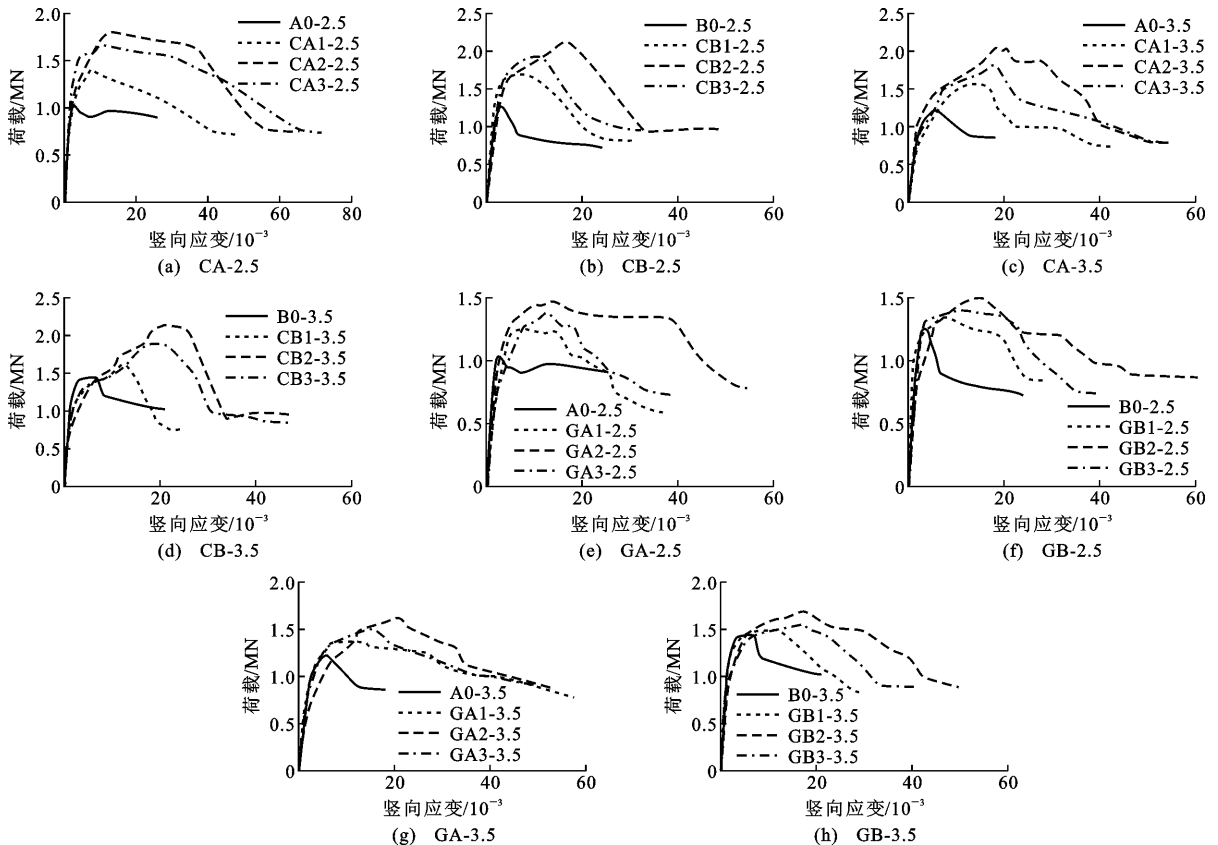 2.0
1.5
1.0
0.5
0
20
40
60
80
荷载/MN
竖向应变/10⁻³
A0-2.5
CA1-2.5
CA2-2.5
CA3-2.5
(a) CA-2.5
2.5
2.0
1.5
1.0
0.5
0
20
40
60
荷载/MN
竖向应变/10⁻³
B0-2.5
CB1-2.5
CB2-2.5
CB3-2.5
(b) CB-2.5
2.5
2.0
1.5
1.0
0.5
0
20
40
60
荷载/MN
竖向应变/10⁻³
A0-3.5
CA1-3.5
CA2-3.5
CA3-3.5
(c) CA-3.5
2.5
2.0
1.5
1.0
0.5
0
20
40
60
荷载/MN
竖向应变/10⁻³
B0-3.5
CB1-3.5
CB2-3.5
CB3-3.5
(d) CB-3.5
1.5
1.0
0.5
0
20
40
60
荷载/MN
竖向应变/10⁻³
A0-2.5
GA1-2.5
GA2-2.5
GA3-2.5
(e) GA-2.5
1.5
1.0
0.5
0
20
40
60
荷载/MN
竖向应变/10⁻³
B0-2.5
GB1-2.5
GB2-2.5
GB3-2.5
(f) GB-2.5
2.0
1.5
1.0
0.5
0
20
40
60
荷载/MN
竖向应变/10⁻³
A0-3.5
GA1-3.5
GA2-3.5
GA3-3.5
(g) GA-3.5
2.0
1.5
1.0
0.5
0
20
40
60
荷载/MN
竖向应变/10⁻³
B0-3.5
GB1-3.5
GB2-3.5
GB3-3.5
(h) GB-3.5